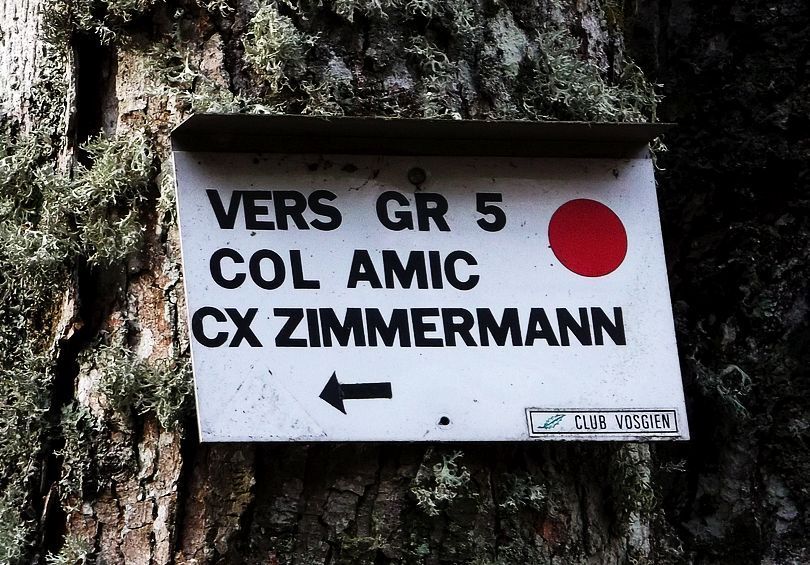 VERS GR 5
COL AMIC
CX ZIMMERMANN
CLUB VOSGIEN